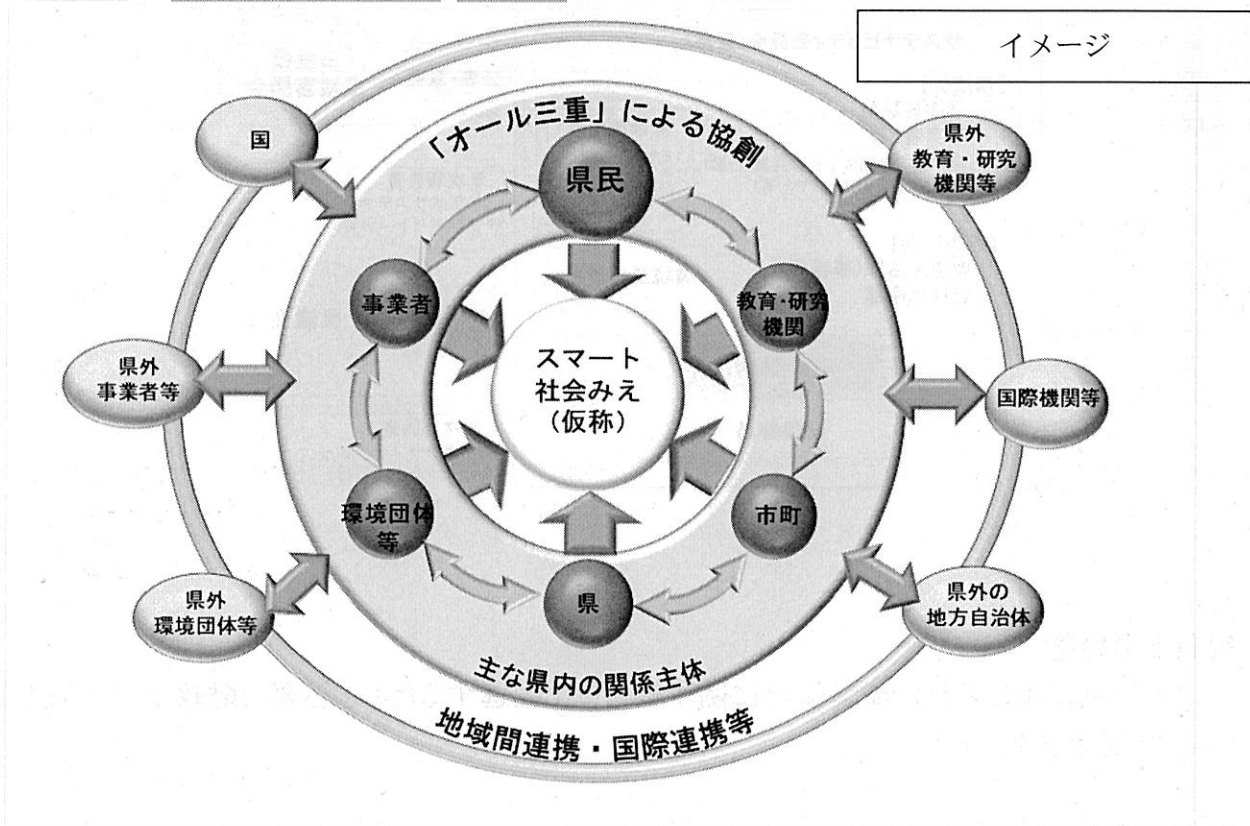 イメージ
「オール三重」による協創
国
県外
教育・研究
機関等
県民
事業者
教育・研究
機関
スマート
社会みえ
(仮称)
県外
事業者等
国際機関等
環境団体
等
市町
県
県外
環境団体等
県外の
地方自治体
主な県内の関係主体
地域間連携・国際連携等